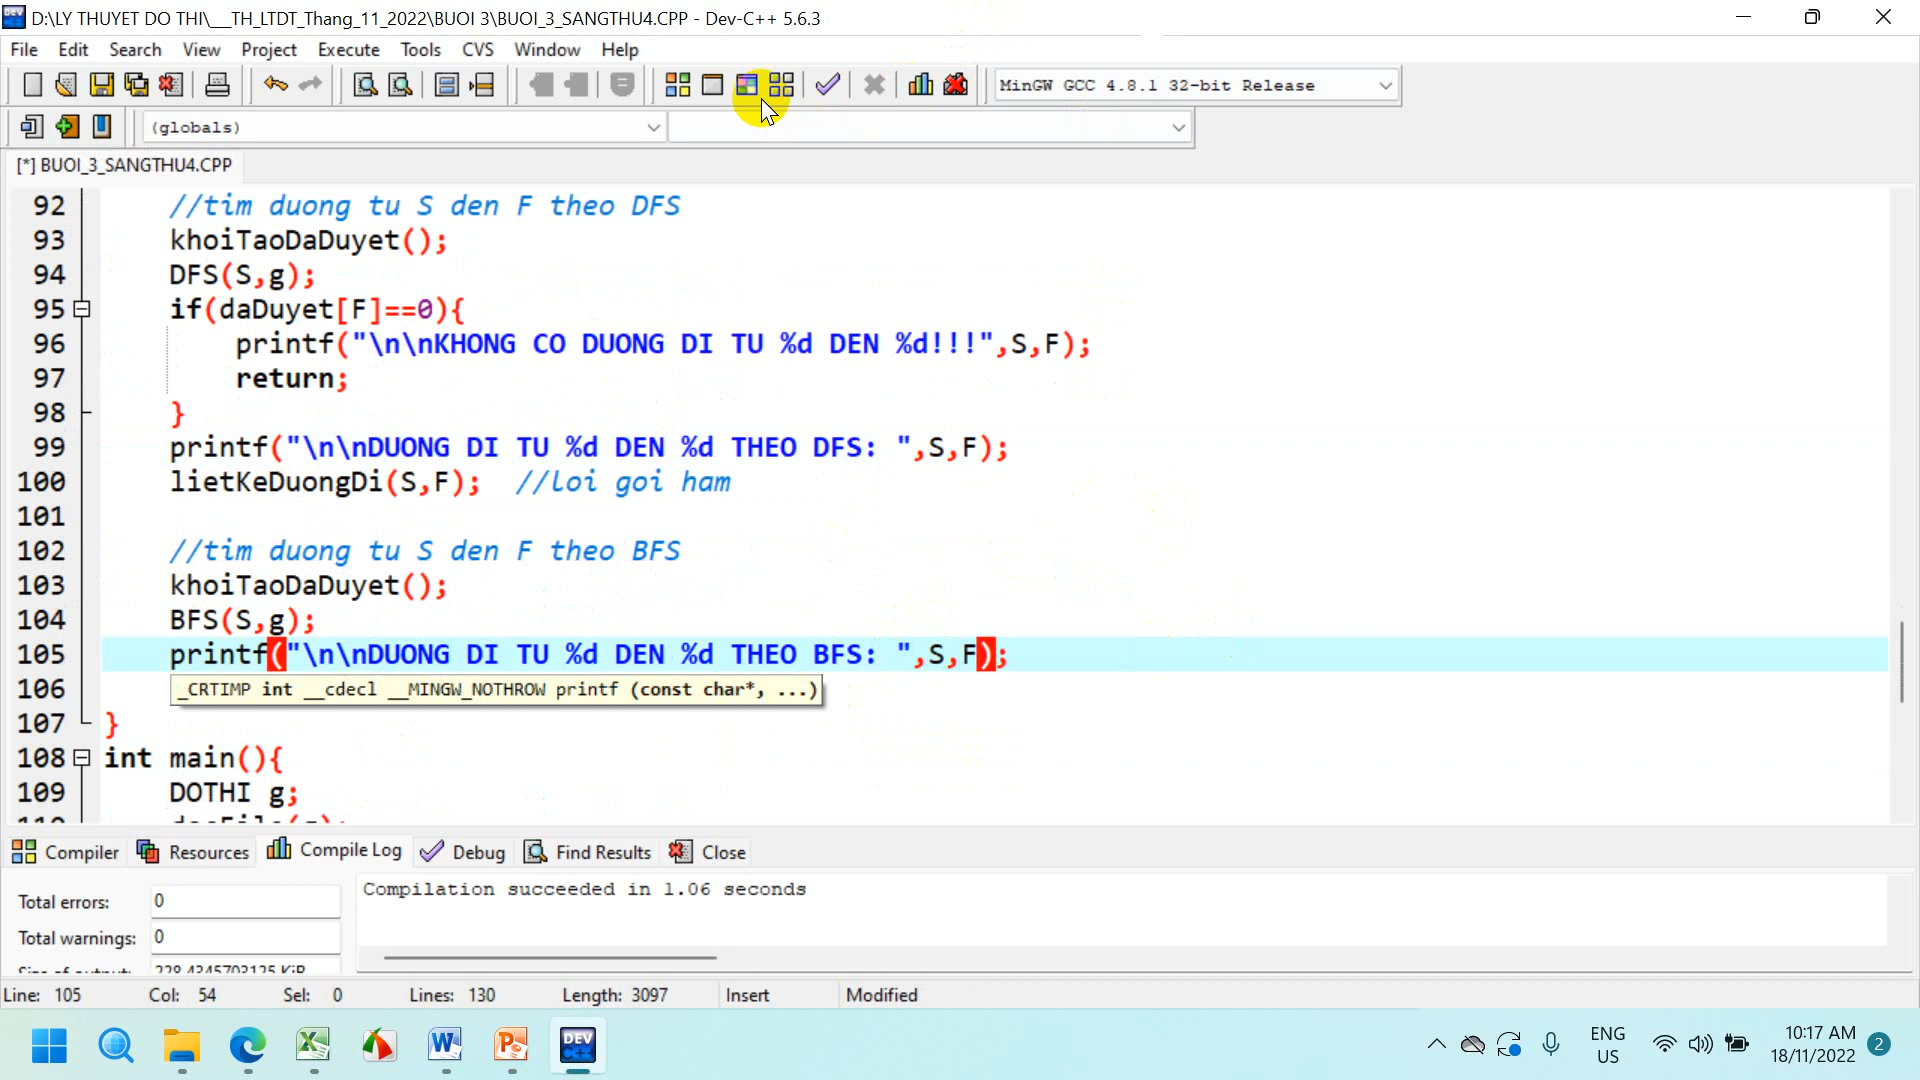 D:\LY THUYET DO THI\__TH_LTDT_Thang_11_2022\BUOI 3\BUOI_3_SANGTHU4.CPP - Dev-C++ 5.6.3
File Edit Search View Project Execute Tools CVS Window Help
MinGW GCC 4.8.1 32-bit Release
(globals)
[*] BUOI_3_SANGTHU4.CPP
92 //tim duong tu S den F theo DFS
93 khoiTaoDaDuyet();
94 DFS(S,g);
95 if(daDuyet[F]==0){
96 printf("\n\nKHONG CO DUONG DI TU %d DEN %d!!!",S,F);
97 return;
98 }
99 printf("\n\nDUONG DI TU %d DEN %d THEO DFS: ",S,F);
100 lietKeDuongDi(S,F); //loi goi ham
101
102 //tim duong tu S den F theo BFS
103 khoiTaoDaDuyet();
104 BFS(S,g);
105 printf("\n\nDUONG DI TU %d DEN %d THEO BFS: ",S,F);
106 _CRTIMP int __cdecl __MINGW_NOTHROW printf (const char*, ...)
107 }
108 int main(){
109 DOTHI g;
Compiler Resources Compile Log Debug Find Results Close
Total errors: 0
Compilation succeeded in 1.06 seconds
Total warnings: 0
Line: 105 Col: 54 Sel: 0 Lines: 130 Length: 3097 Insert Modified
ENG
US
10:17 AM
18/11/2022
2